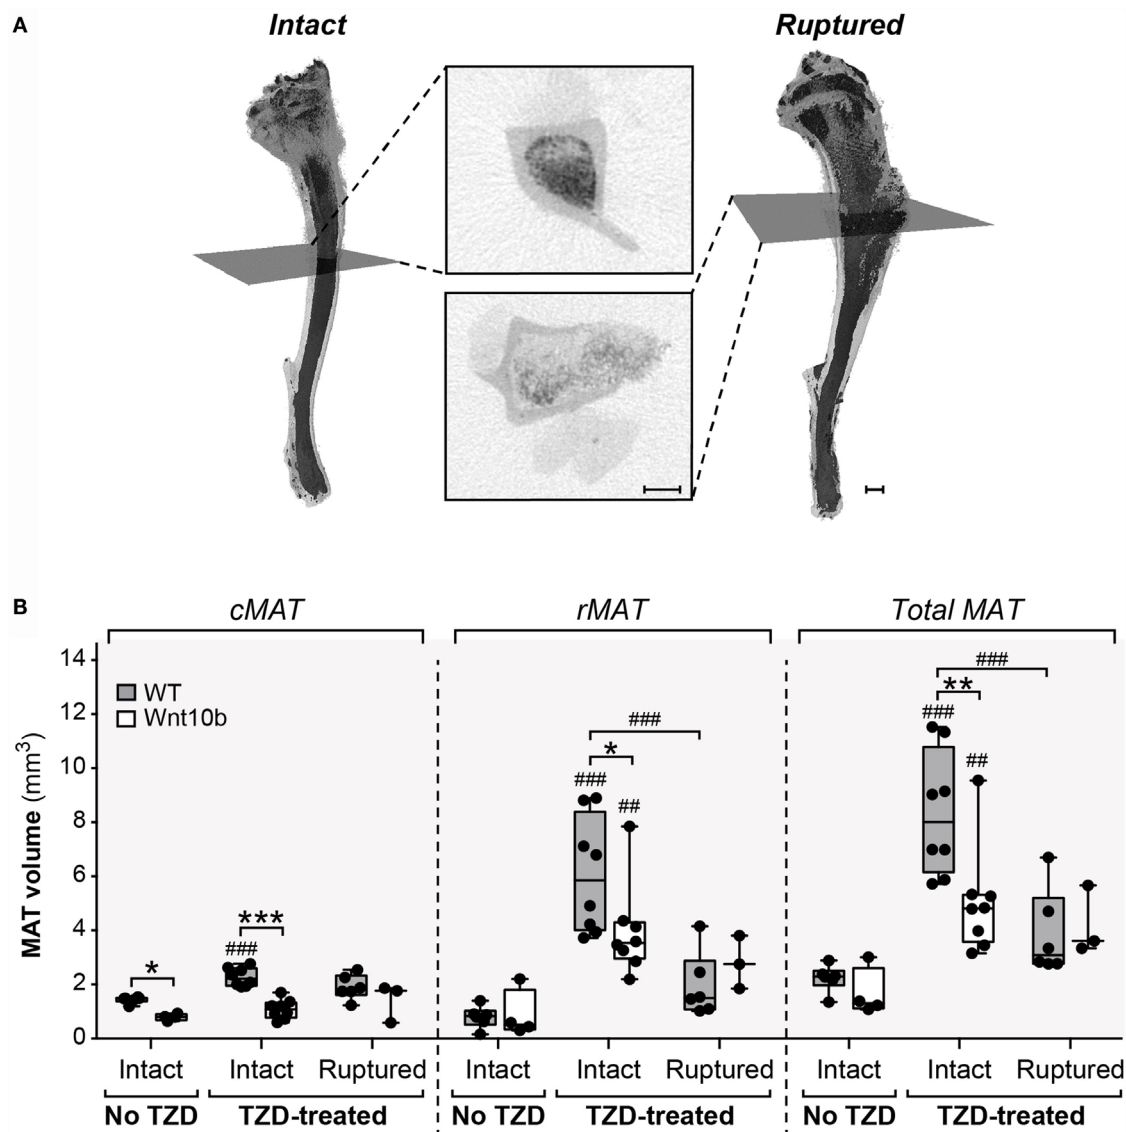 A
Intact
Ruptured
B
cMAT
rMAT
Total MAT
MAT volume (mm3)
14
12
10
8
6
4
2
0
WT
Wnt10b
*
###
***
###
*
###
##
###
**
###
##
Intact
Intact
Ruptured
Intact
Intact
Ruptured
Intact
Intact
Ruptured
No TZD
TZD-treated
No TZD
TZD-treated
No TZD
TZD-treated